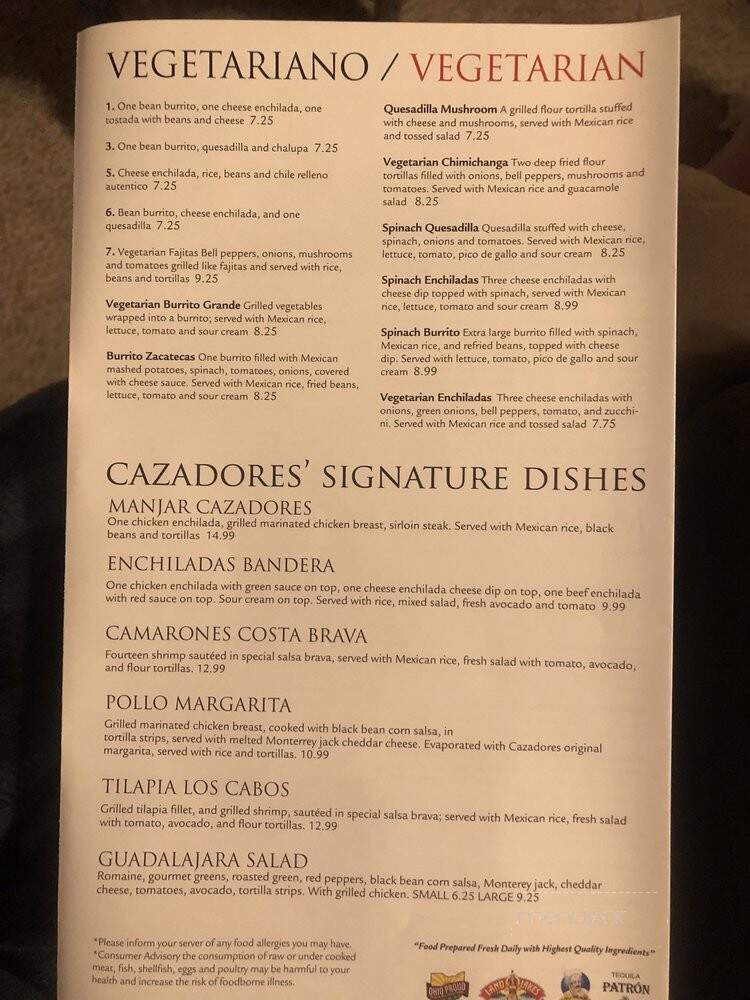 VEGETARIANO / VEGETARIAN
1. One bean burrito, one cheese enchilada, one
tostada with beans and cheese 7.25
3. One bean burrito, quesadilla and chalupa 7.25
5. Cheese enchilada, rice, beans and chile relleno
autentico 7.25
6. Bean burrito, cheese enchilada, and one
quesadilla 7.25
7. Vegetarian Fajitas Bell peppers, onions, mushrooms
and tomatoes grilled like fajitas and served with rice,
beans and tortillas 9.25
Vegetarian Burrito Grande Grilled vegetables
wrapped into a burrito; served with Mexican rice,
lettuce, tomato and sour cream 8.25
Burrito Zacatecas One burrito filled with Mexican
mashed potatoes, spinach, tomatoes, onions, covered
with cheese sauce. Served with Mexican rice, fried beans,
lettuce, tomato and sour cream 8.25
Quesadilla Mushroom A grilled flour tortilla stuffed
with cheese and mushrooms, served with Mexican rice
and tossed salad 7.25
Vegetarian Chimichanga Two deep fried flour
tortillas filled with onions, bell peppers, mushrooms and
tomatoes. Served with Mexican rice and guacamole
salad 8.25
Spinach Quesadilla Quesadilla stuffed with cheese,
spinach, onions and tomatoes. Served with Mexican rice,
lettuce, tomato, pico de gallo and sour cream 8.25
Spinach Enchiladas Three cheese enchiladas with
cheese dip topped with spinach, served with Mexican
rice, lettuce, tomato and sour cream 8.99
Spinach Burrito Extra large burrito filled with spinach,
Mexican rice, and refried beans, topped with cheese
dip. Served with lettuce, tomato, pico de gallo and sour
cream 8.99
Vegetarian Enchiladas Three cheese enchiladas with
onions, green onions, bell peppers, tomato, and zucchi-
ni. Served with Mexican rice and tossed salad 7.75
CAZADORES' SIGNATURE DISHES
MANJAR CAZADORES
One chicken enchilada, grilled marinated chicken breast, sirloin steak. Served with Mexican rice, black
beans and tortillas 14.99
ENCHILADAS BANDERA
One chicken enchilada with green sauce on top, one cheese enchilada cheese dip on top, one beef enchilada
with red sauce on top. Sour cream on top. Served with rice, mixed salad, fresh avocado and tomato 9.99
CAMARONES COSTA BRAVA
Fourteen shrimp sautéed in special salsa brava, served with Mexican rice, fresh salad with tomato, avocado,
and flour tortillas. 12.99
POLLO MARGARITA
Grilled marinated chicken breast, cooked with black bean corn salsa, in
tortilla strips, served with melted Monterrey jack cheddar cheese. Evaporated with Cazadores original
margarita, served with rice and tortillas. 10.99
TILAPIA LOS CABOS
Grilled tilapia fillet, and grilled shrimp, sautéed in special salsa brava; served with Mexican rice, fresh salad
with tomato, avocado, and flour tortillas. 12.99
GUADALAJARA SALAD
Romaine, gourmet greens, roasted green, red peppers, black bean corn salsa, Monterey jack, cheddar
cheese, tomatoes, avocado, tortilla strips. With grilled chicken. SMALL 6.25 LARGE 9.25
*Please inform your server of any food allergies you may have.
*Consumer Advisory the consumption of raw or under cooked
meat, fish, shellfish, eggs and poultry may be harmful to your
health and increase the risk of foodborne illness.
"Food Prepared Fresh Daily with Highest Quality Ingredients"
OHIO PROUD
LAND O LAKES
TEQUILA
PATRÓN